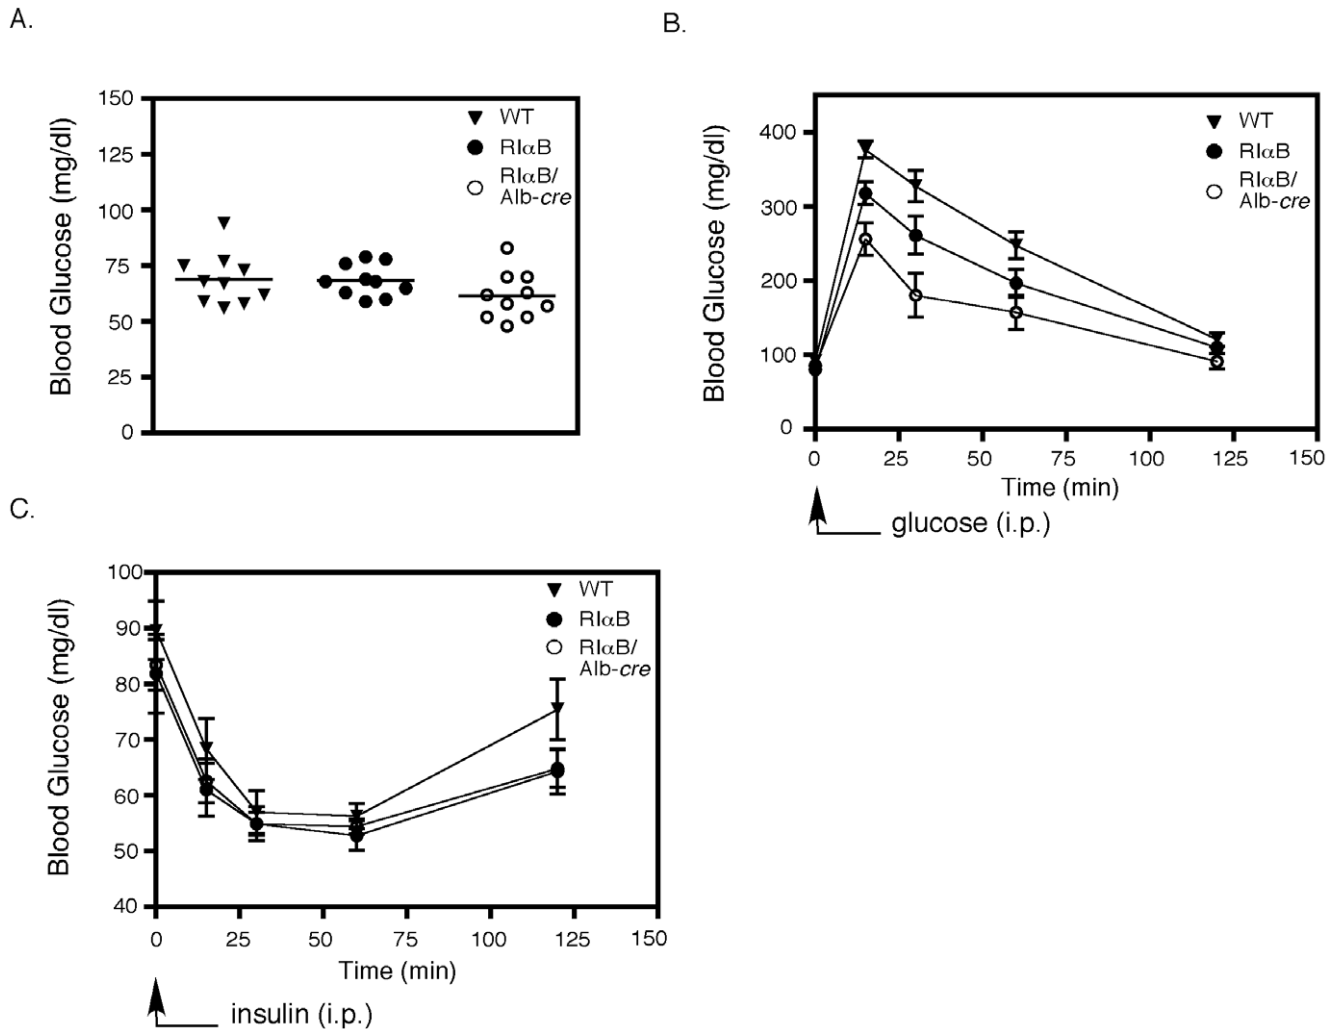 A.
150
125
100
75
50
25
0
Blood Glucose (mg/dl)
WT
RIαB
RIαB/
Alb-cre
B.
400
300
200
100
0
Blood Glucose (mg/dl)
WT
RIαB
RIαB/
Alb-cre
0 25 50 75 100 125 150
Time (min)
glucose (i.p.)
C.
100
90
80
70
60
50
40
Blood Glucose (mg/dl)
WT
RIαB
RIαB/
Alb-cre
0 25 50 75 100 125 150
Time (min)
insulin (i.p.)